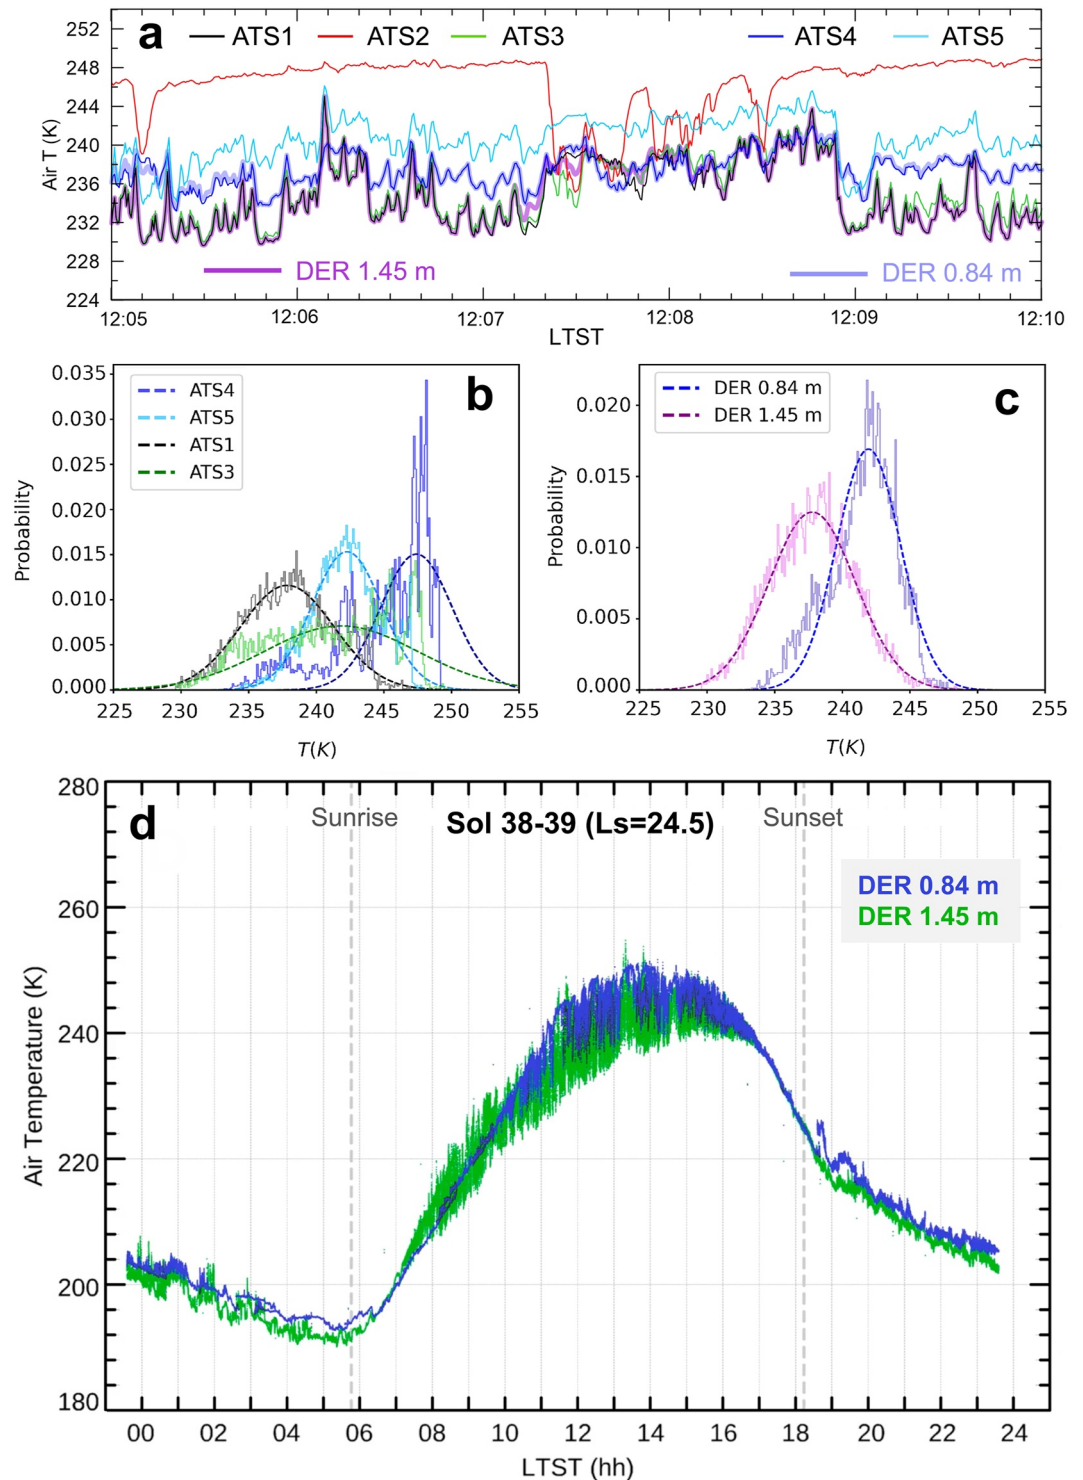 a
ATS1 ATS2 ATS3 ATS4 ATS5
252
248
244
240
236
232
228
224
Air T (K)
DER 1.45 m DER 0.84 m
12:05 12:06 12:07 12:08 12:09 12:10
LTST
b
ATS4
ATS5
ATS1
ATS3
0.035
0.030
0.025
0.020
0.015
0.010
0.005
0.000
Probability
225 230 235 240 245 250 255
T(K)
c
DER 0.84 m
DER 1.45 m
0.020
0.015
0.010
0.005
0.000
Probability
225 230 235 240 245 250 255
T(K)
d
Sunrise Sol 38-39 (Ls=24.5) Sunset
DER 0.84 m
DER 1.45 m
280
260
240
220
200
180
Air Temperature (K)
00 02 04 06 08 10 12 14 16 18 20 22 24
LTST (hh)